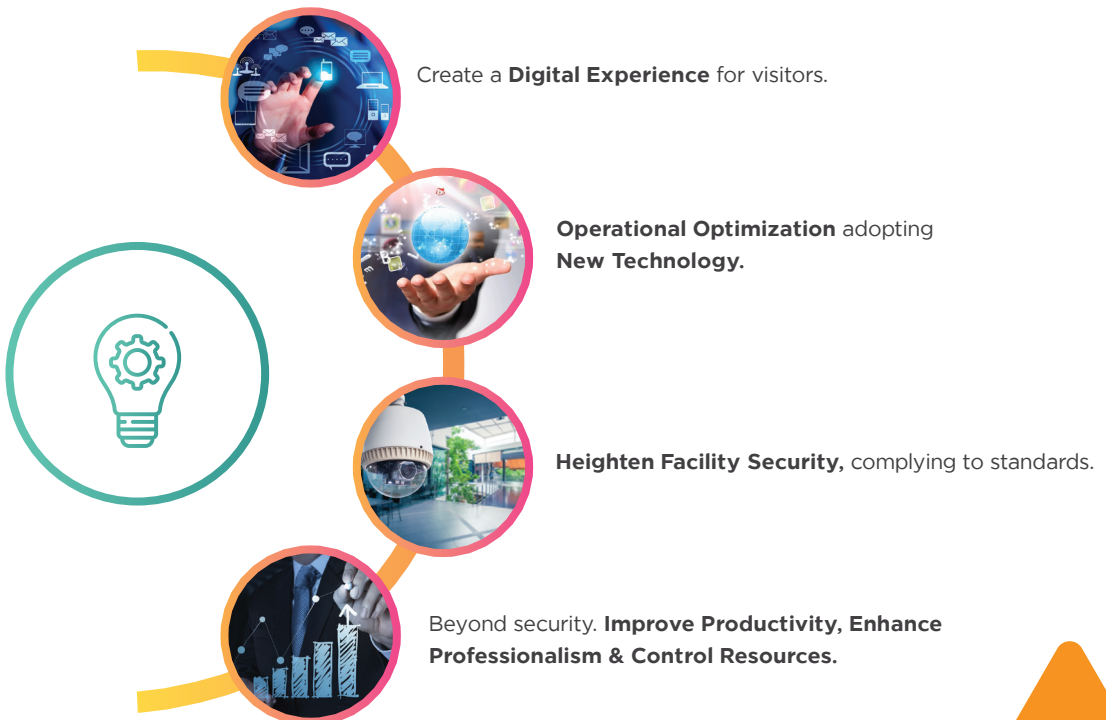 Create a Digital Experience for visitors.
Operational Optimization adopting
New Technology.
Heighten Facility Security, complying to standards.
Beyond security. Improve Productivity, Enhance
Professionalism & Control Resources.